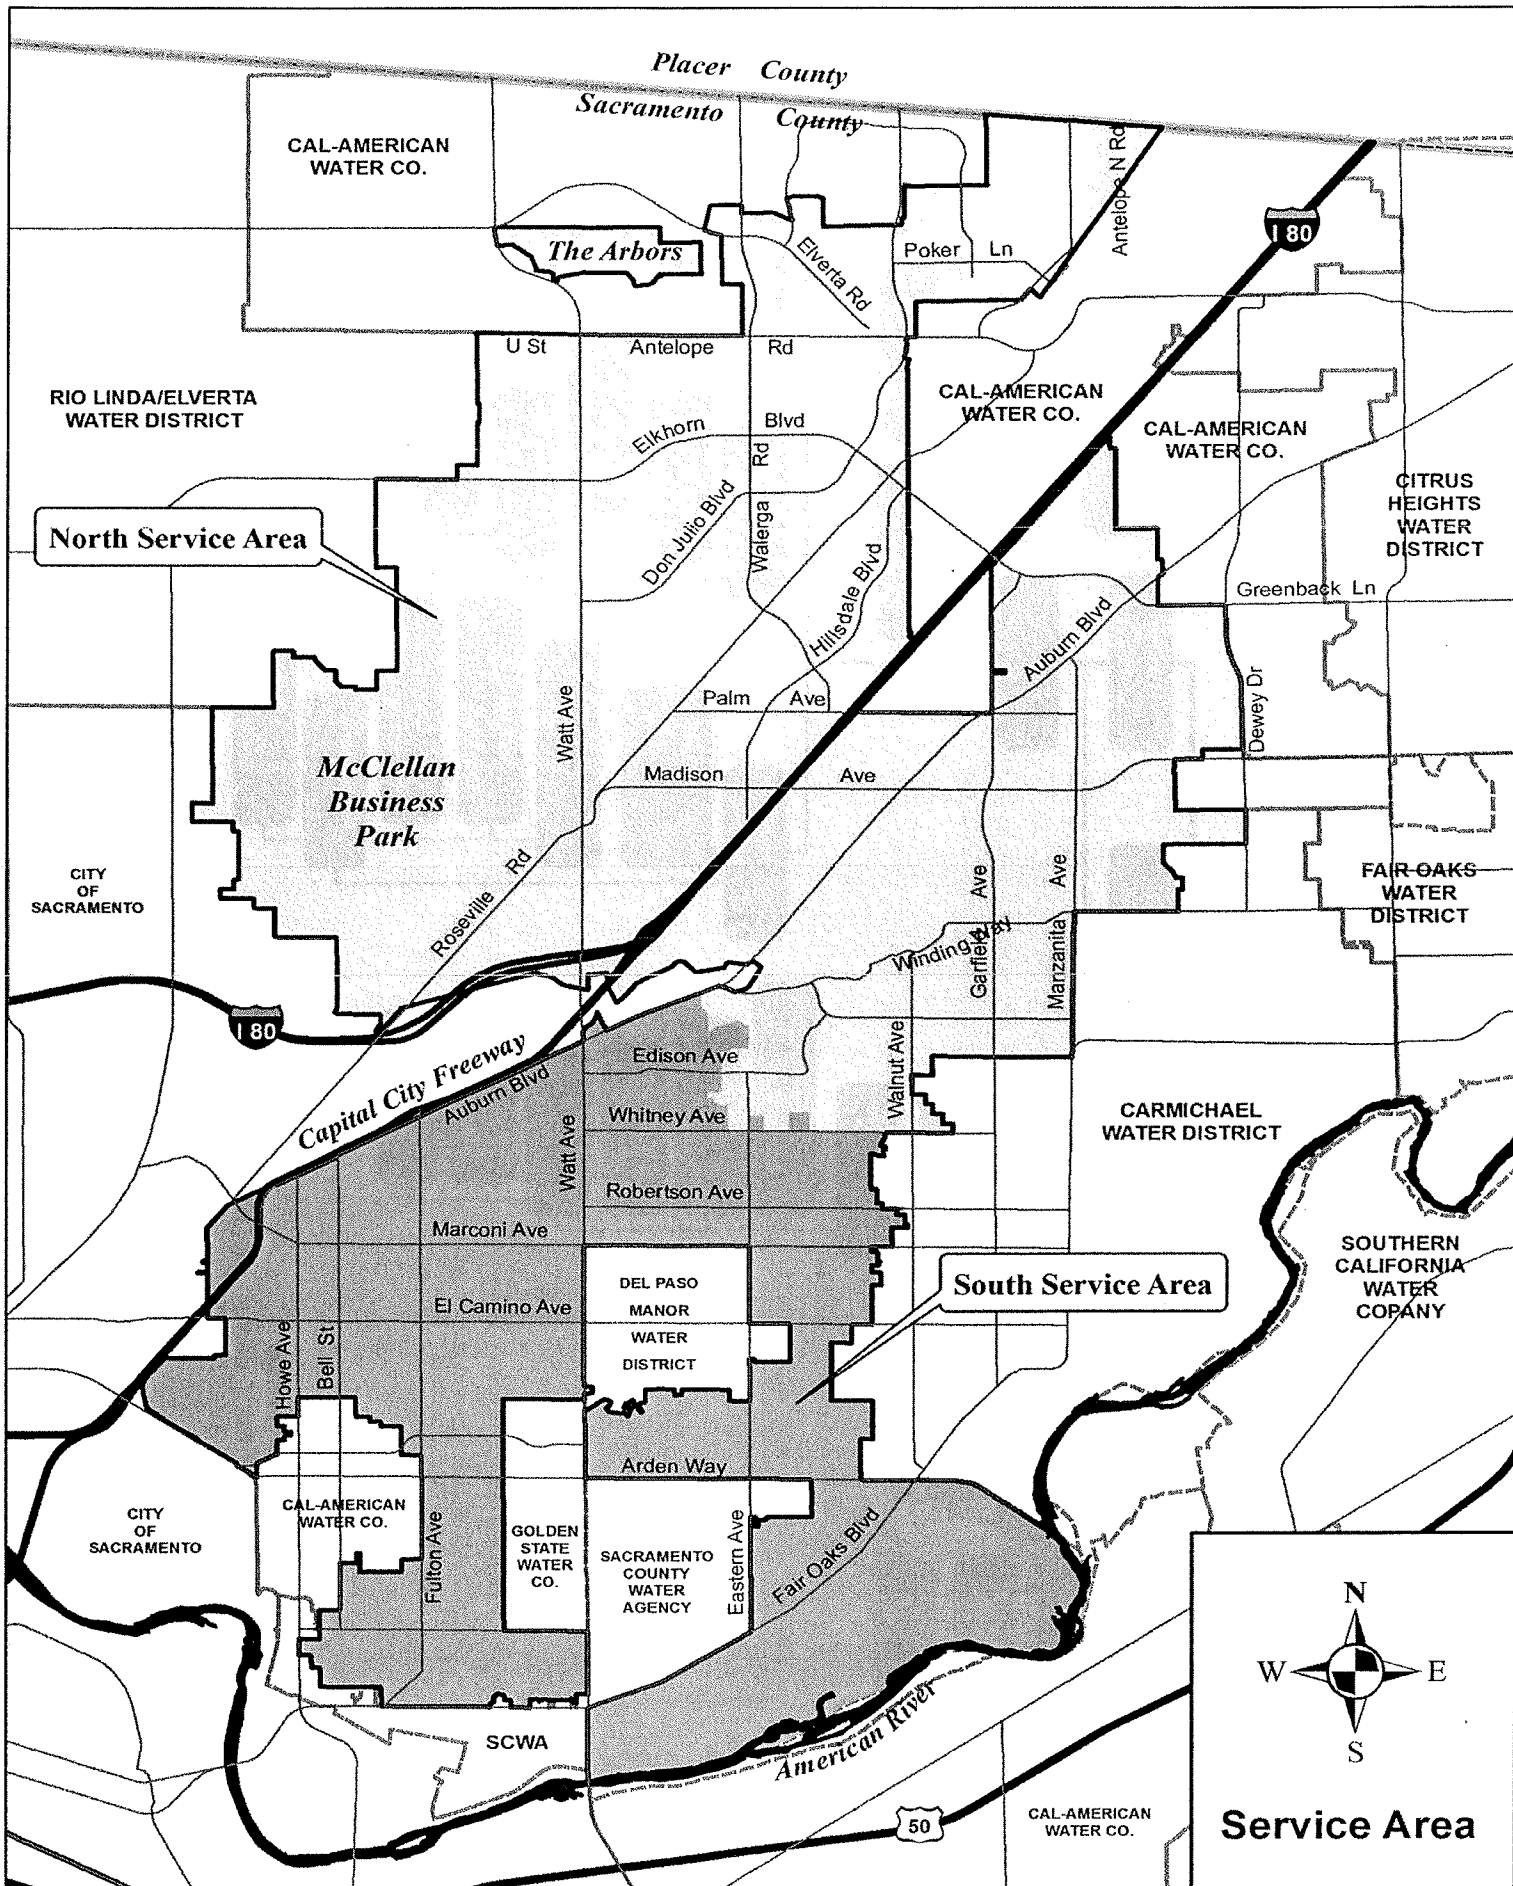 Placer County
Sacramento County
CAL-AMERICAN
WATER CO.
Antelope N Rd
I 80
The Arbors
Elverta Rd
Poker Ln
U St
Antelope Rd
RIO LINDA/ELVERTA
WATER DISTRICT
CAL-AMERICAN
WATER CO.
CAL-AMERICAN
WATER CO.
Elkhorn Blvd
Walerga Rd
Don Julio Blvd
CITRUS
HEIGHTS
WATER
DISTRICT
North Service Area
Hillsdale Blvd
Greenback Ln
Auburn Blvd
Palm Ave
Watt Ave
Dewey Dr
McClellan
Business
Park
Madison Ave
CITY
OF
SACRAMENTO
Roseville Rd
Garfield Ave
Manzanita Ave
FAIR OAKS
WATER
DISTRICT
Winding Way
I 80
Capital City Freeway
Auburn Blvd
Edison Ave
Walnut Ave
Whitney Ave
CARMICHAEL
WATER DISTRICT
Watt Ave
Robertson Ave
Marconi Ave
DEL PASO
MANOR
WATER
DISTRICT
South Service Area
SOUTHERN
CALIFORNIA
WATER
COPANY
El Camino Ave
Howe Ave
Bell St
Arden Way
CITY
OF
SACRAMENTO
CAL-AMERICAN
WATER CO.
Fulton Ave
GOLDEN
STATE
WATER
CO.
SACRAMENTO
COUNTY
WATER
AGENCY
Eastern Ave
Fair Oaks Blvd
SCWA
American River
50
CAL-AMERICAN
WATER CO.
N
W E
S
Service Area